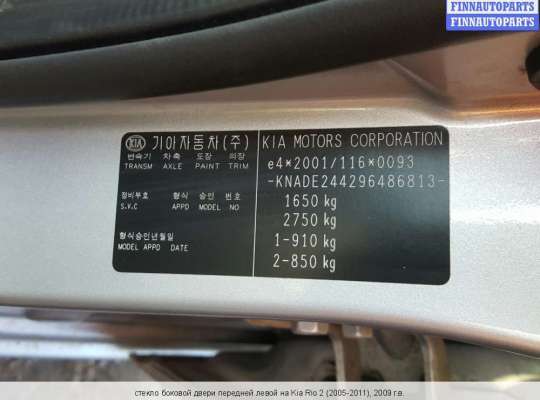 FINNAUTOPARTS
FINNAUTOPARTS
FINNAUTOPARTS
KIA 기아자동차(주)
변속기 차축 도장 의장
TRANSM AXLE PAINT TRIM
정비부호 형식 승인 번호
S.V.C APPD MODEL NO
형식승인년월일
MODEL APPD DATE
KIA MOTORS CORPORATION
e4*2001/116*0093
-KNADE244296486813-
1650 kg
2750 kg
1-910 kg
2-850 kg
стекло боковой двери передней левой на Kia Rio 2 (2005-2011), 2009 г.в.